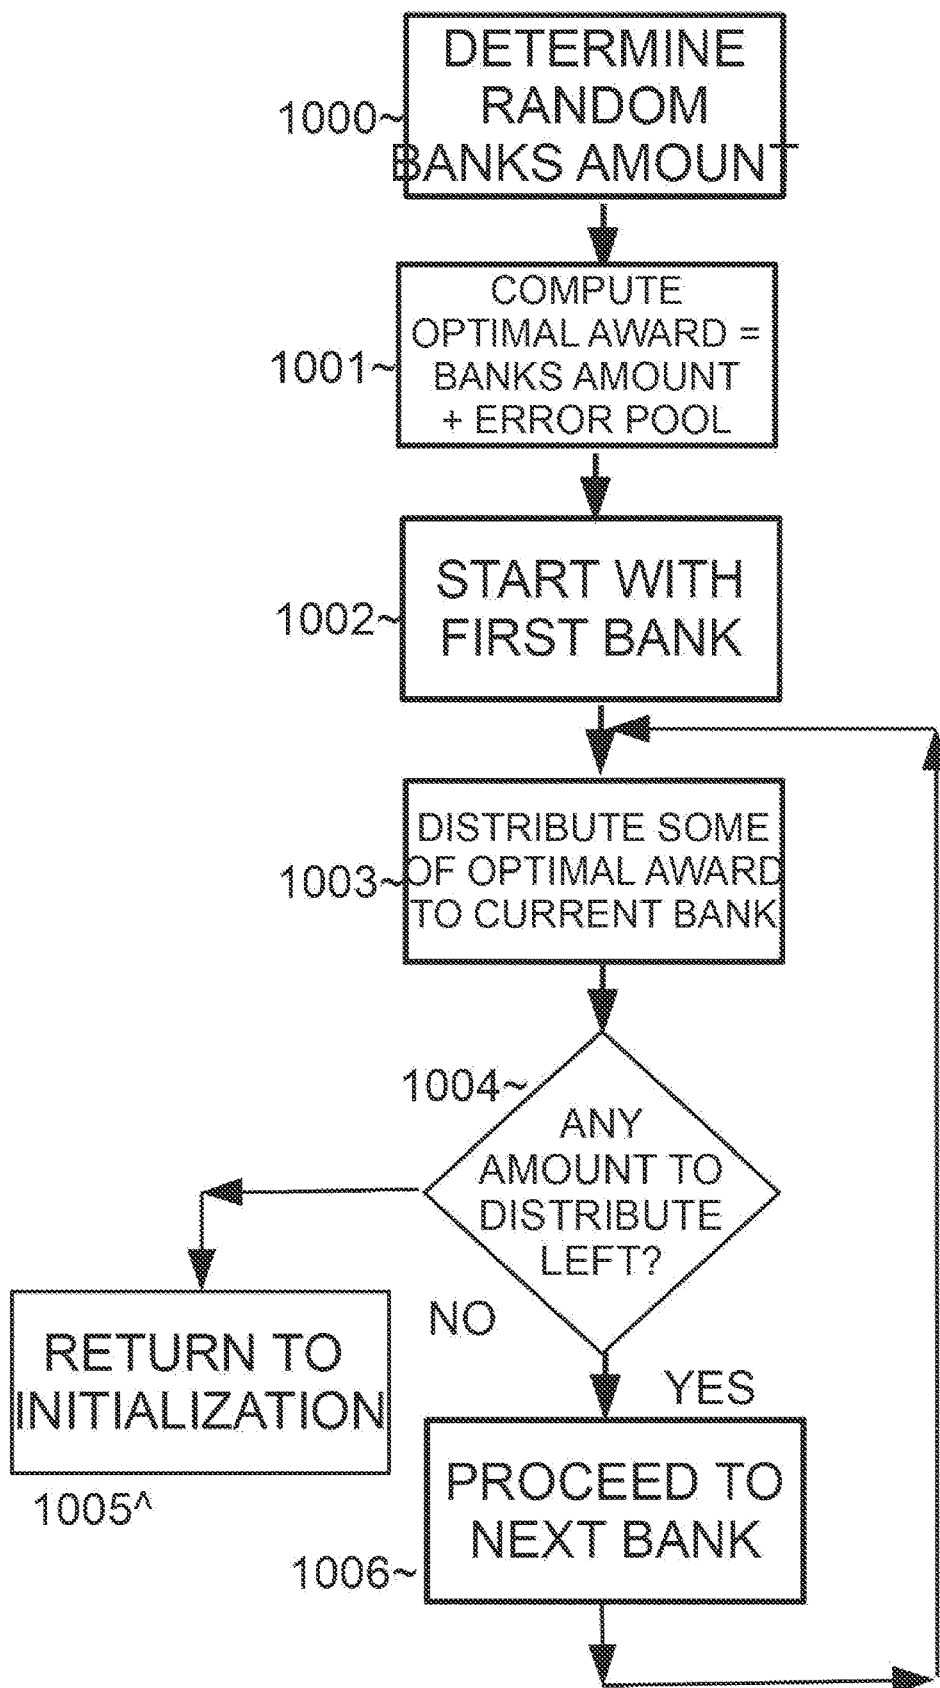 DETERMINE
RANDOM
BANKS AMOUNT
1000~
COMPUTE
OPTIMAL AWARD =
BANKS AMOUNT
+ ERROR POOL
1001~
START WITH
FIRST BANK
1002~
DISTRIBUTE SOME
OF OPTIMAL AWARD
TO CURRENT BANK
1003~
1004~
ANY
AMOUNT TO
DISTRIBUTE
LEFT?
NO
YES
RETURN TO
INITIALIZATION
1005^
PROCEED TO
NEXT BANK
1006~